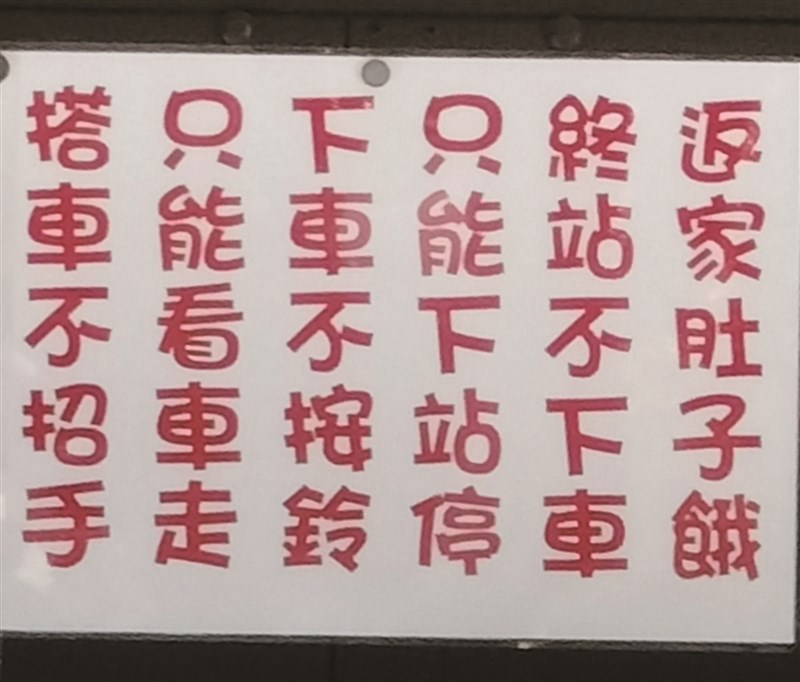 搭車不招手
只能看車走
下車不按鈴
只能下站停
終站不下車
返家肚子餓